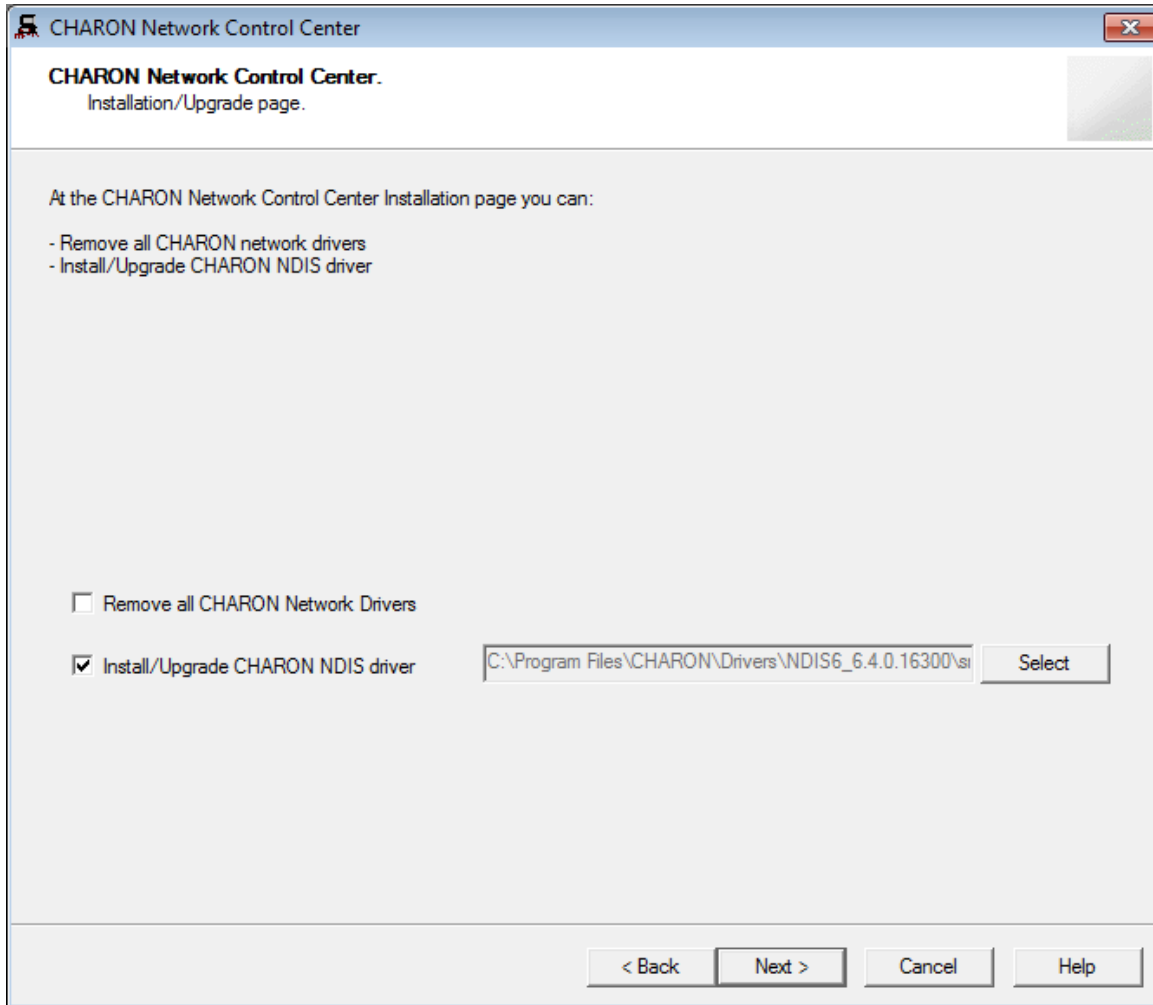 CHARON Network Control Center
CHARON Network Control Center.
Installation/Upgrade page.
At the CHARON Network Control Center Installation page you can:
- Remove all CHARON network drivers
- Install/Upgrade CHARON NDIS driver
Remove all CHARON Network Drivers
Install/Upgrade CHARON NDIS driver
C:\Program Files\CHARON\Drivers\NDIS6_6.4.0.16300\
Select
< Back
Next >
Cancel
Help